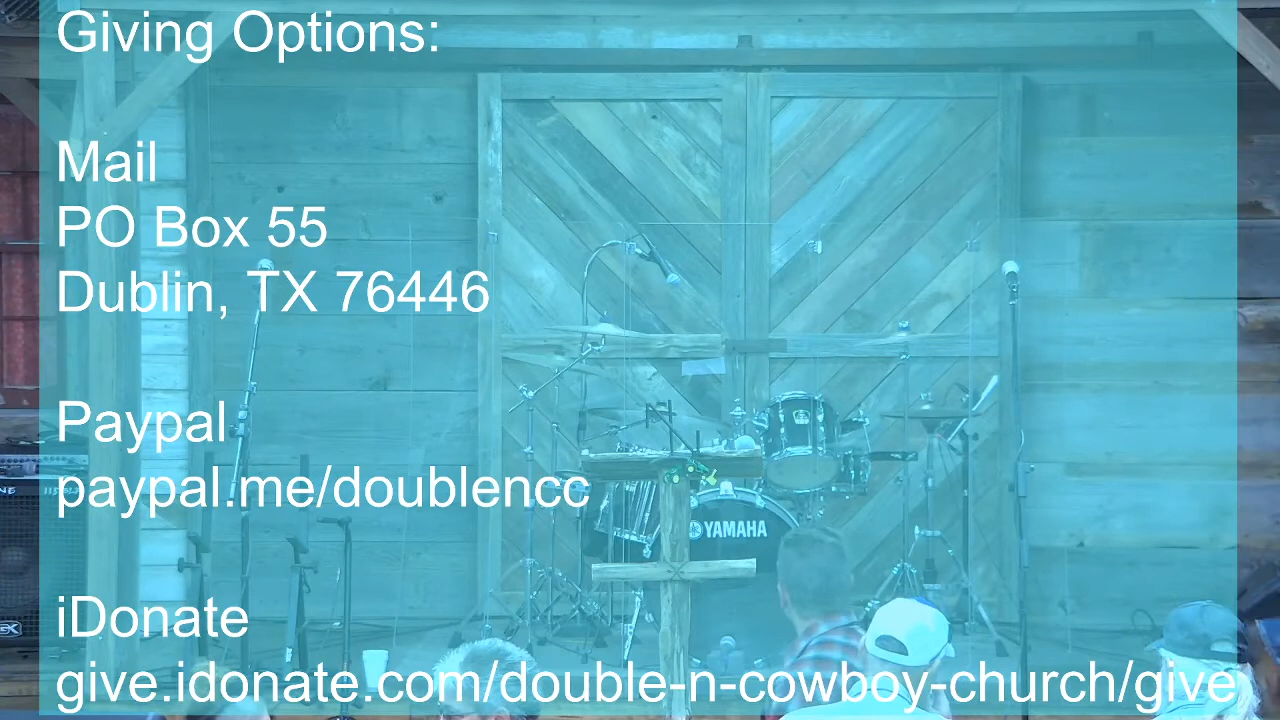 Giving Options:
Mail
PO Box 55
Dublin, TX 76446
Paypal
paypal.me/doublencc
YAMAHA
iDonate
give.idonate.com/double-n-cowboy-church/give